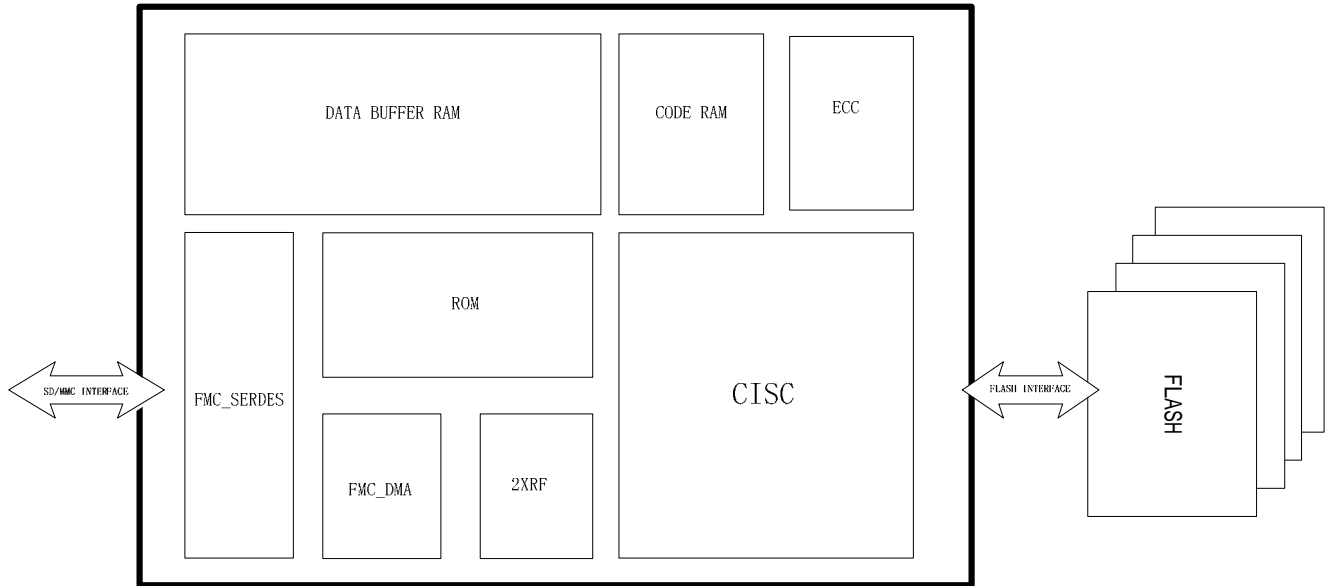 DATA BUFFER RAM
CODE RAM
ECC
ROM
SD/MMC INTERFACE
FMC_SERDES
CISC
FLASH INTERFACE
FLASH
FMC_DMA
2XRF